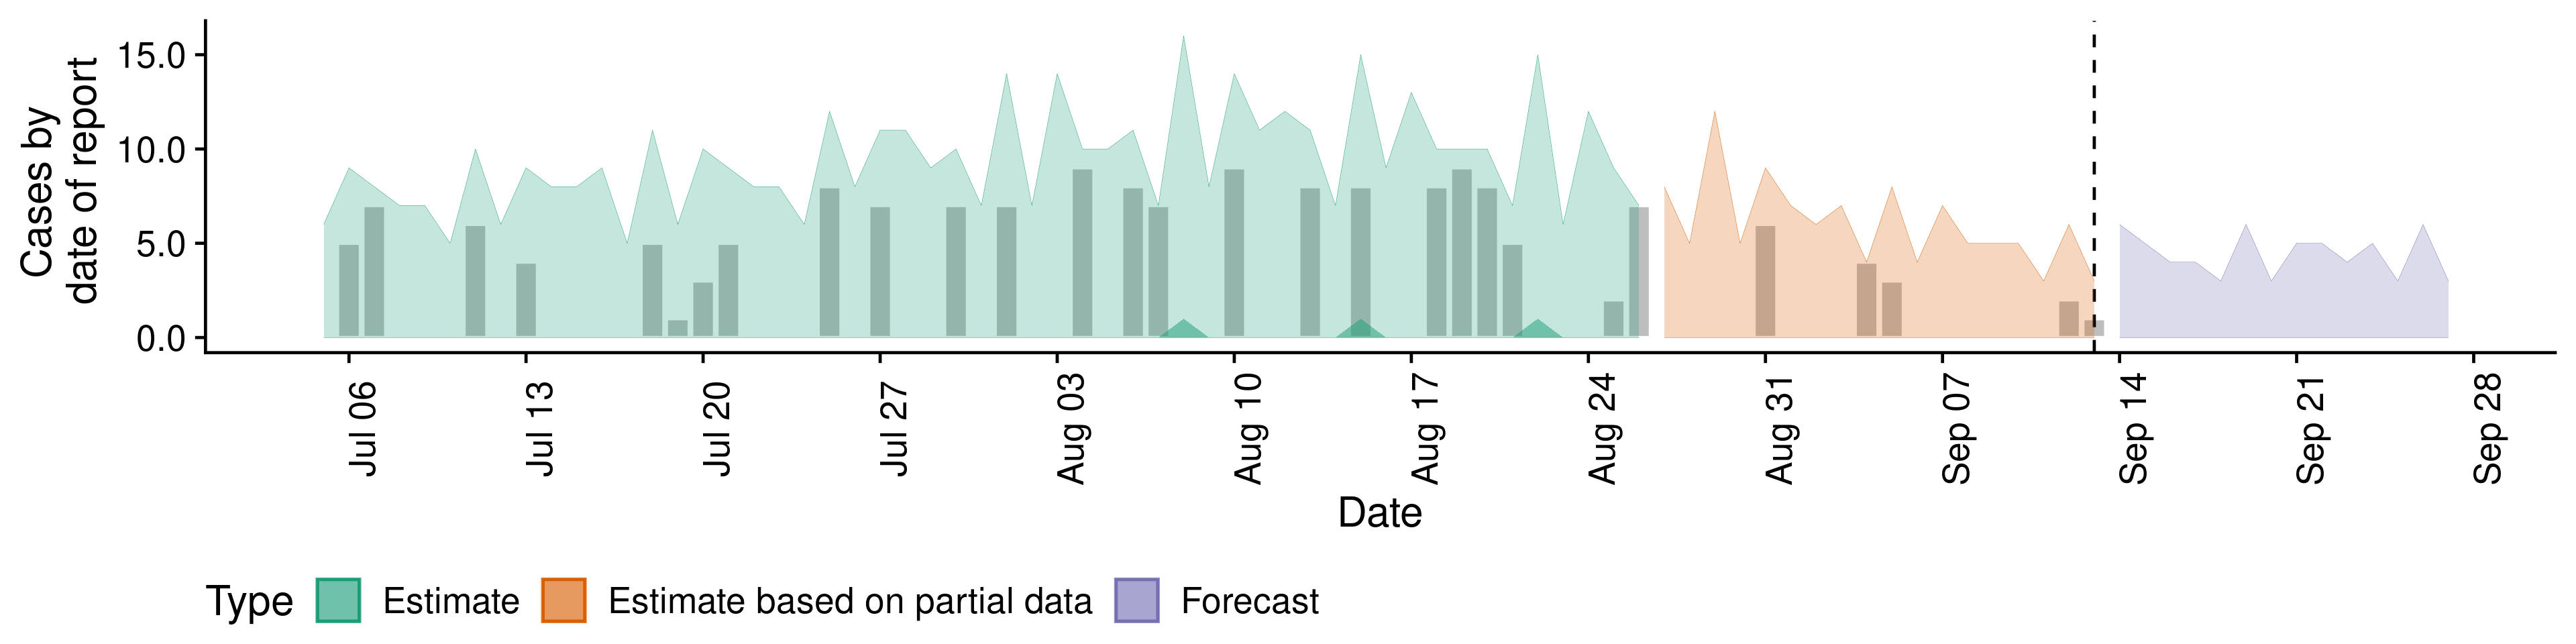 Cases by
date of report
15.0
10.0
5.0
0.0
Jul 06
Jul 13
Jul 20
Jul 27
Aug 03
Aug 10
Aug 17
Aug 24
Aug 31
Sep 07
Sep 14
Sep 21
Sep 28
Date
Type Estimate Estimate based on partial data Forecast